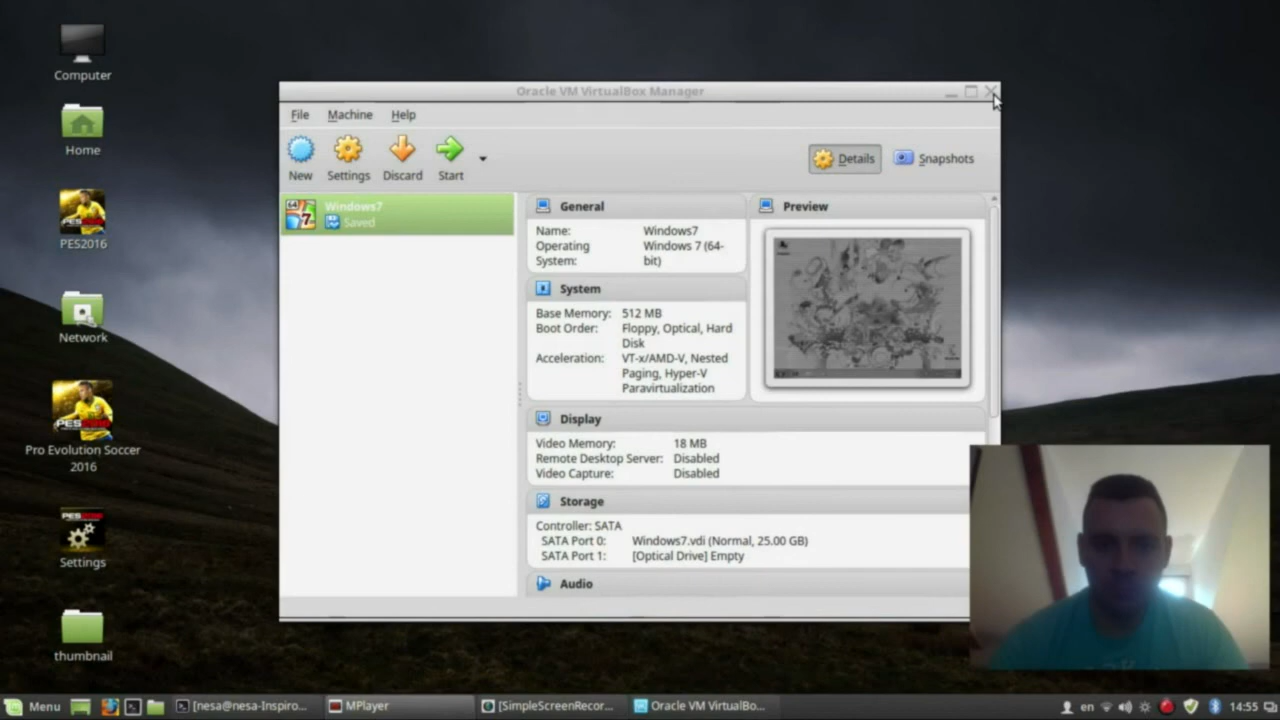 Computer
Home
PES2016
Network
Pro Evolution Soccer
2016
Settings
thumbnail
Oracle VM VirtualBox Manager
File Machine Help
New Settings Discard Start
Details Snapshots
Windows7
Saved
General
Name: Windows7
Operating Windows 7 (64-
System: bit)
System
Base Memory: 512 MB
Boot Order: Floppy, Optical, Hard
Disk
Acceleration: VT-x/AMD-V, Nested
Paging, Hyper-V
Paravirtualization
Preview
Display
Video Memory: 18 MB
Remote Desktop Server: Disabled
Video Capture: Disabled
Storage
Controller: SATA
SATA Port 0: Windows7.vdi (Normal, 25.00 GB)
SATA Port 1: [Optical Drive] Empty
Audio
Menu [nesa@nesa-Inspiro... MPlayer [SimpleScreenRecor... Oracle VM VirtualBo... en 14:55